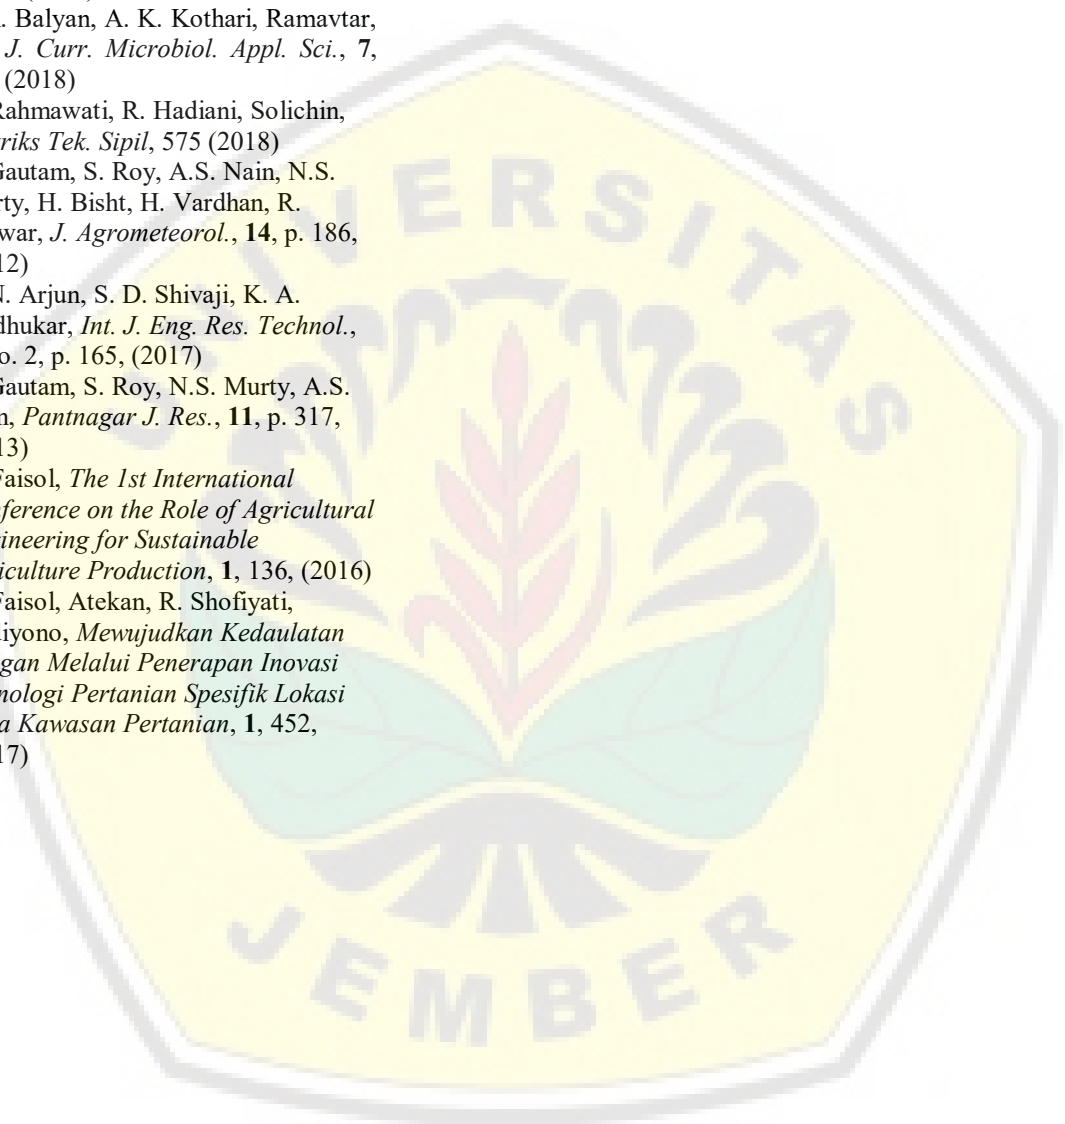 . Balyan, A. K. Kothari, Ramavtar,
J. Curr. Microbiol. Appl. Sci., 7,
(2018)
Rahmawati, R. Hadiani, Solichin,
riks Tek. Sipil, 575 (2018)
Gautam, S. Roy, A.S. Nain, N.S.
rty, H. Bisht, H. Vardhan, R.
war, J. Agrometeorol., 14, p. 186,
12)
N. Arjun, S. D. Shivaji, K. A.
dhukar, Int. J. Eng. Res. Technol.,
o. 2, p. 165, (2017)
Gautam, S. Roy, N.S. Murty, A.S.
n, Pantnagar J. Res., 11, p. 317,
13)
Faisol, The 1st International
ference on the Role of Agricultural
ineering for Sustainable
iculture Production, 1, 136, (2016)
Faisol, Atekan, R. Shofiyati,
liyono, Mewujudkan Kedaulatan
gan Melalui Penerapan Inovasi
nologi Pertanian Spesifik Lokasi
a Kawasan Pertanian, 1, 452,
17)
UNIVERSITAS
JEMBER